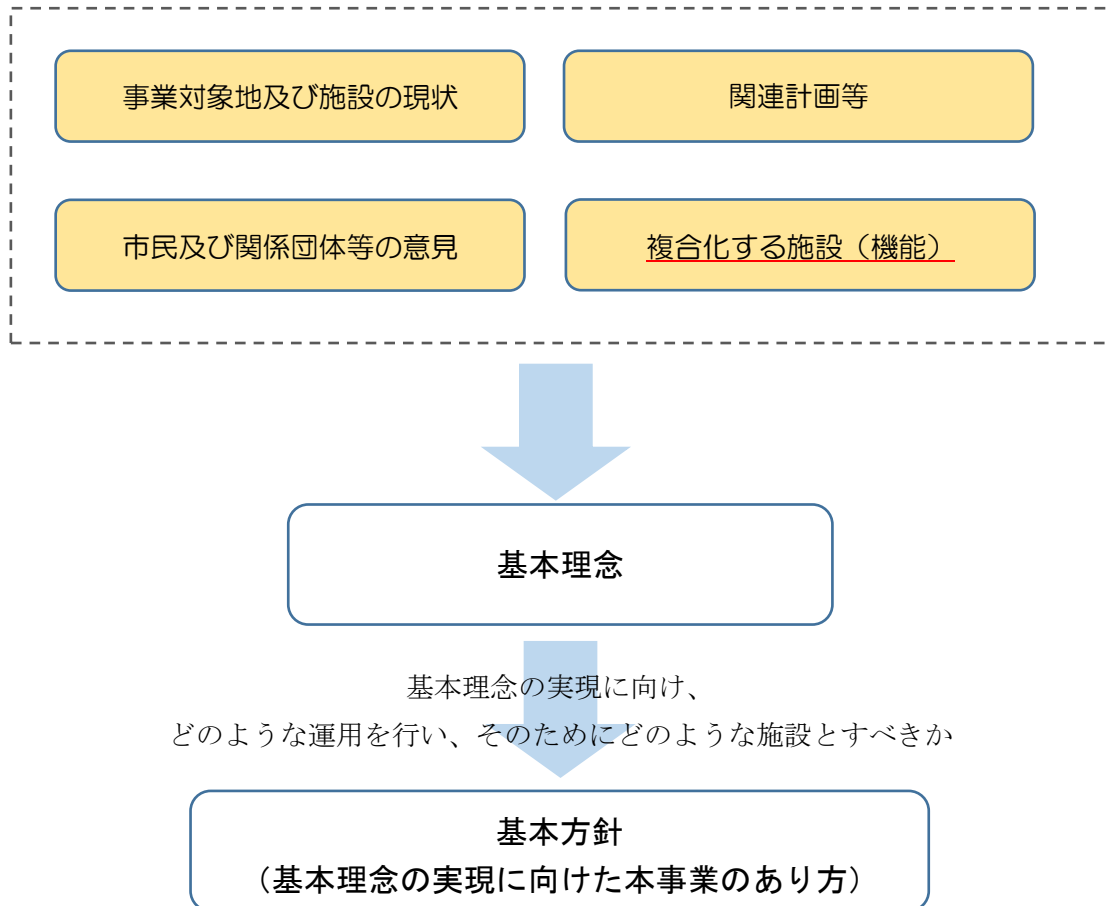 事業対象地及び施設の現状
関連計画等
市民及び関係団体等の意見
複合化する施設（機能）
基本理念
基本理念の実現に向け、
どのような運用を行い、そのためにどのような施設とすべきか
基本方針
（基本理念の実現に向けた本事業のあり方）